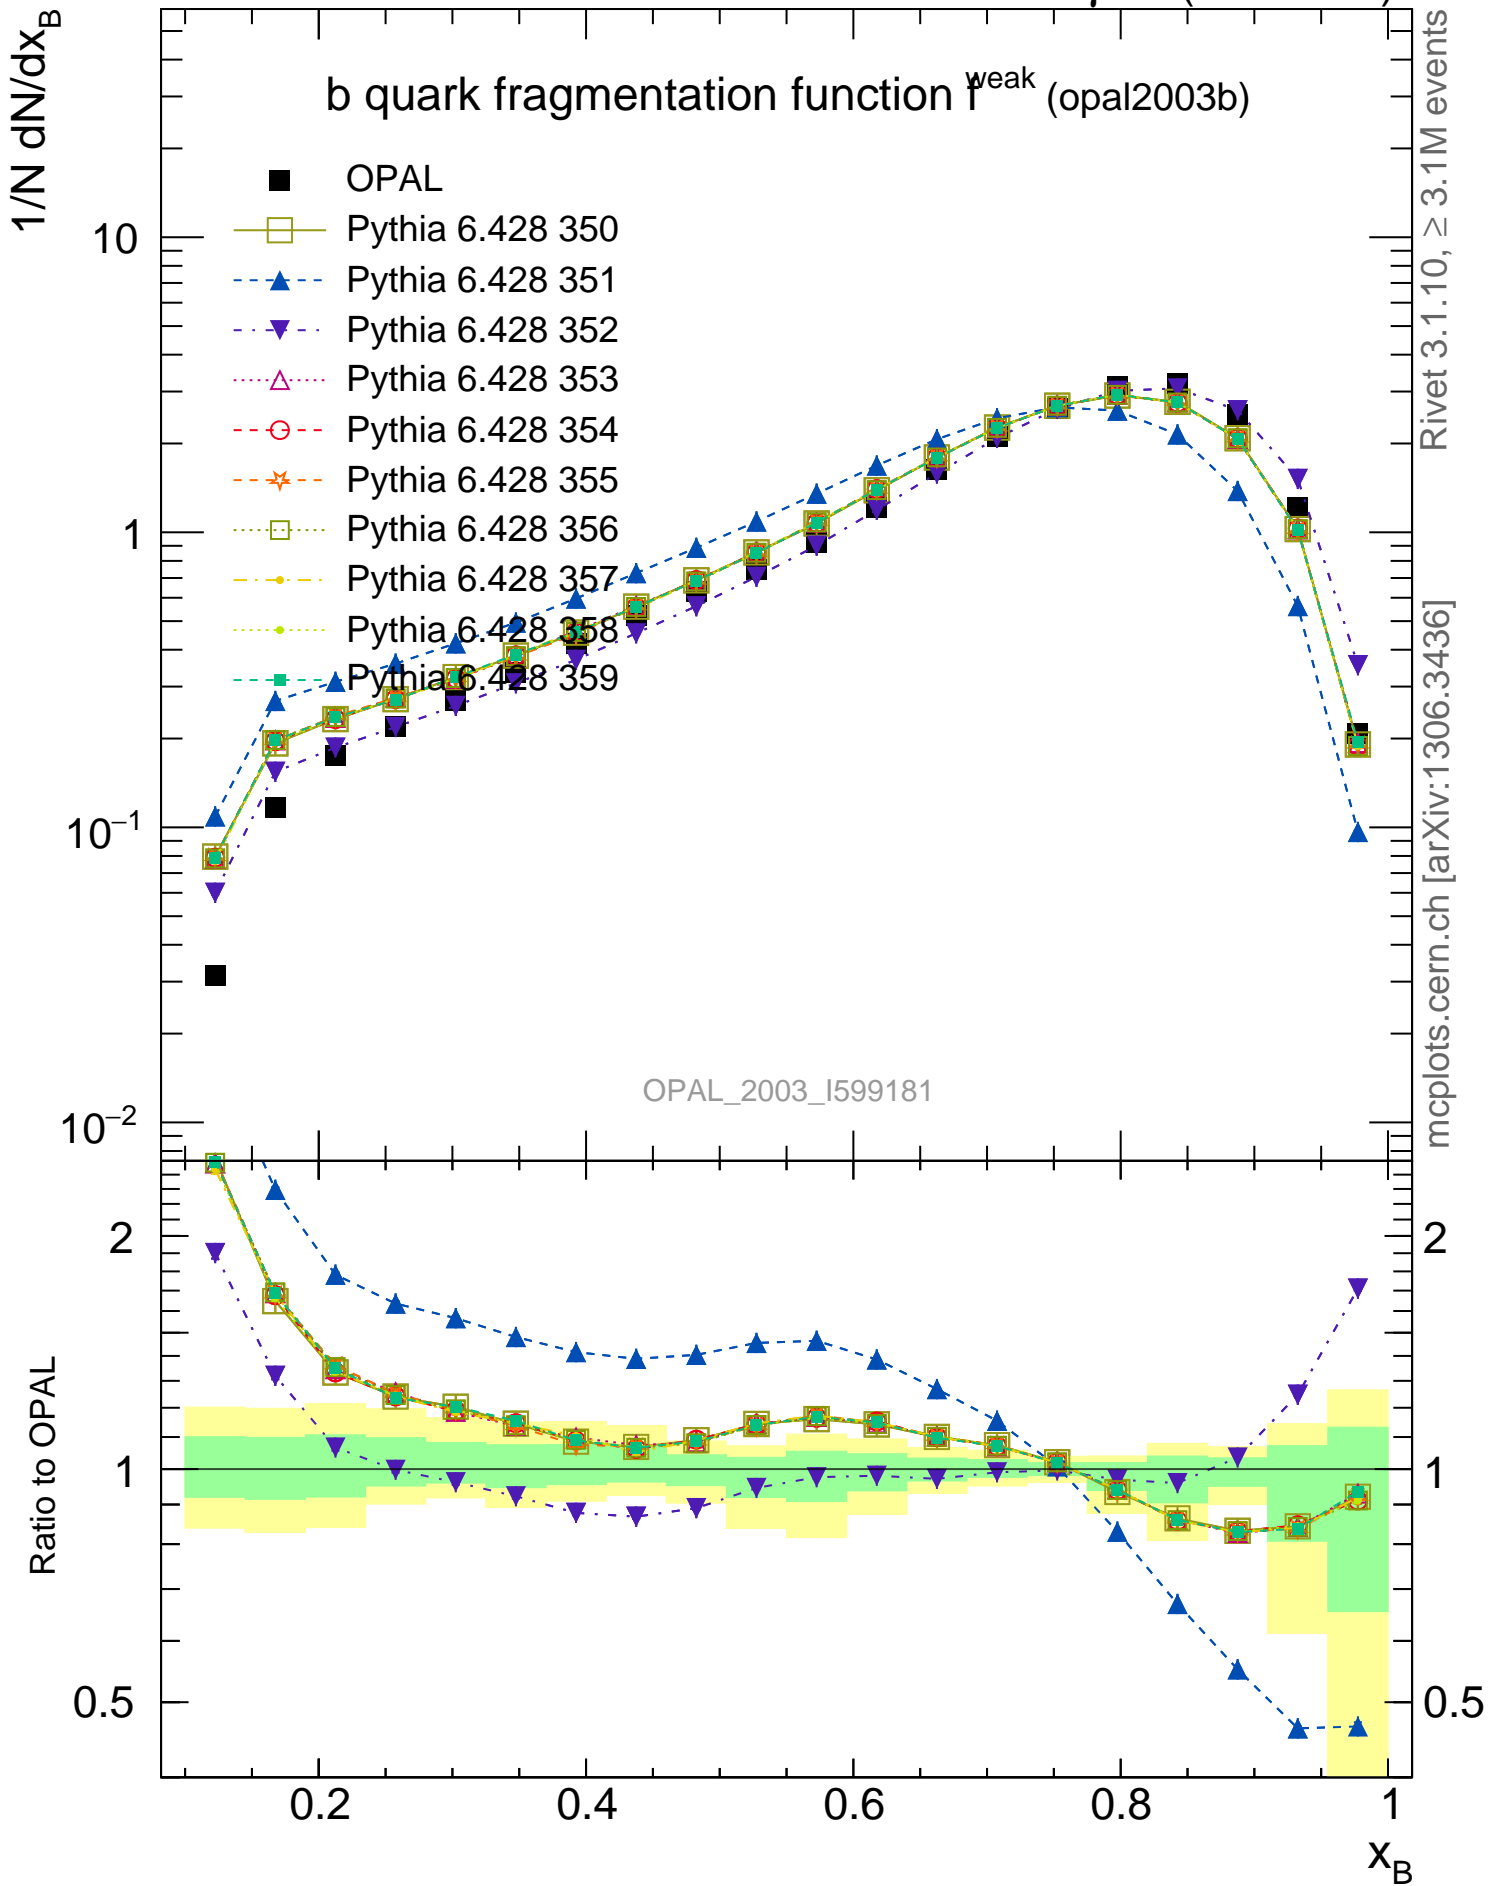 b quark fragmentation function f^weak (opal2003b)
1/N dN/dx_B
OPAL
Pythia 6.428 350
Pythia 6.428 351
Pythia 6.428 352
Pythia 6.428 353
Pythia 6.428 354
Pythia 6.428 355
Pythia 6.428 356
Pythia 6.428 357
Pythia 6.428 358
Pythia 6.428 359
10
1
10^−1
10^−2
OPAL_2003_I599181
Rivet 3.1.10, ≥ 3.1M events
mcplots.cern.ch [arXiv:1306.3436]
Ratio to OPAL
2
1
0.5
2
1
0.5
0.2
0.4
0.6
0.8
1
x_B